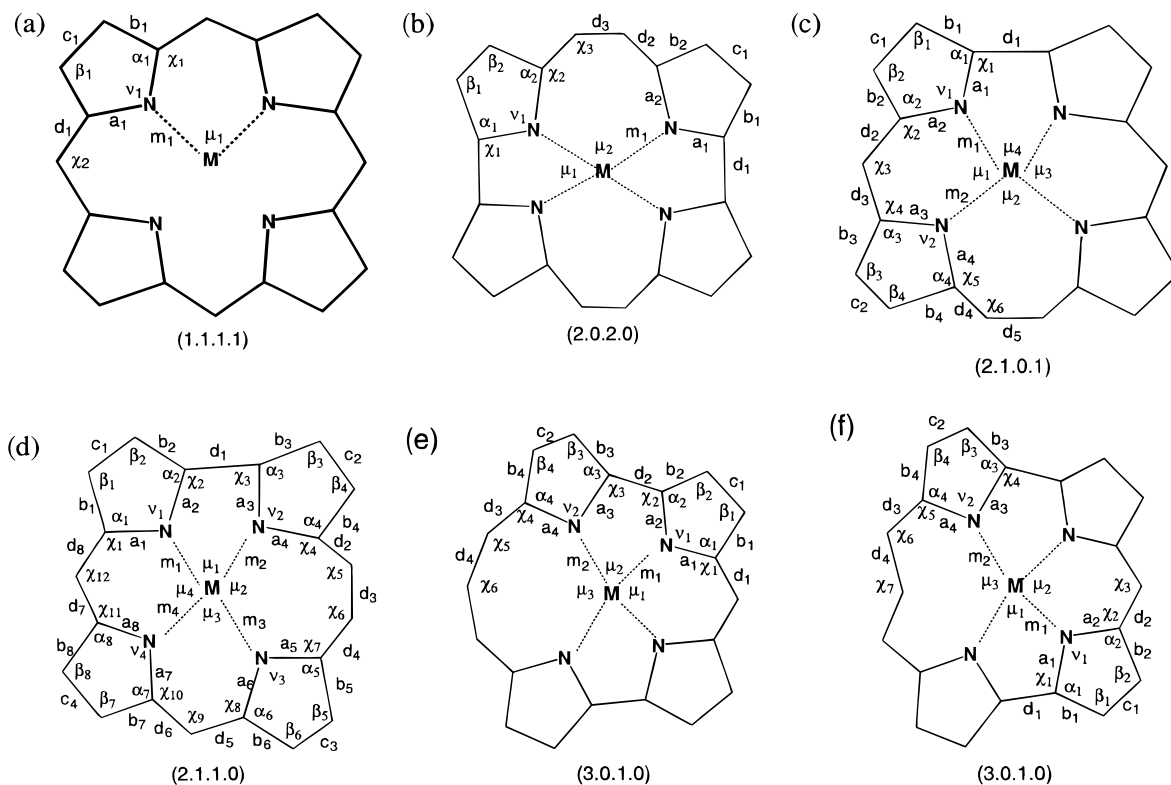 (a)
b₁
c₁
α₁
χ₁
β₁
ν₁
N
N
d₁
a₁
m₁
μ₁
M
χ₂
N
N
(1.1.1.1)
(b)
d₃
χ₃
d₂
b₂
c₁
β₂
α₂
χ₂
β₁
a₂
b₁
α₁
ν₁
N
m₁
N
a₁
χ₁
μ₂
μ₁
M
d₁
N
N
(2.0.2.0)
(c)
b₁
d₁
c₁
β₁
α₁
χ₁
β₂
ν₁
a₁
b₂
α₂
N
N
a₂
d₂
χ₂
m₁
μ₄
χ₃
μ₁
M
μ₃
m₂
μ₂
d₃
χ₄
a₃
N
N
b₃
α₃
ν₂
a₄
β₃
α₄
χ₅
c₂
β₄
b₄
d₄
χ₆
d₅
(2.1.0.1)
(d)
b₂
d₁
b₃
c₁
β₂
α₂
χ₂
χ₃
α₃
β₃
c₂
β₁
a₂
a₃
β₄
b₁
α₁
ν₁
N
N
ν₂
α₄
b₄
χ₁
a₁
a₄
χ₄
d₂
d₈
m₁
μ₁
m₂
χ₅
χ₁₂
μ₄
M
μ₂
d₃
m₄
μ₃
m₃
χ₆
d₇
χ₁₁
a₈
N
N
a₅
χ₇
d₄
b₈
α₈
ν₄
ν₃
α₅
β₈
a₇
a₆
b₅
c₄
α₇
χ₁₀
χ₈
α₆
β₅
β₇
χ₉
β₆
c₃
b₇
d₆
d₅
b₆
(2.1.1.0)
(e)
c₂
b₃
β₃
b₄
β₄
α₃
d₂
b₂
χ₃
χ₂
α₂
β₂
c₁
α₄
ν₂
a₃
a₂
β₁
d₃
χ₄
a₄
N
N
ν₁
α₁
b₁
χ₅
a₁
χ₁
d₄
m₂
μ₂
m₁
d₁
χ₆
μ₃
M
μ₁
N
N
(3.0.1.0)
(f)
c₂
b₃
β₃
b₄
β₄
α₃
χ₄
α₄
ν₂
a₃
d₃
χ₅
a₄
N
N
χ₆
d₄
m₂
χ₇
μ₃
M
μ₂
χ₃
μ₁
m₁
a₂
χ₂
d₂
N
N
ν₁
α₂
b₂
a₁
χ₁
α₁
β₂
β₁
c₁
d₁
b₁
(3.0.1.0)